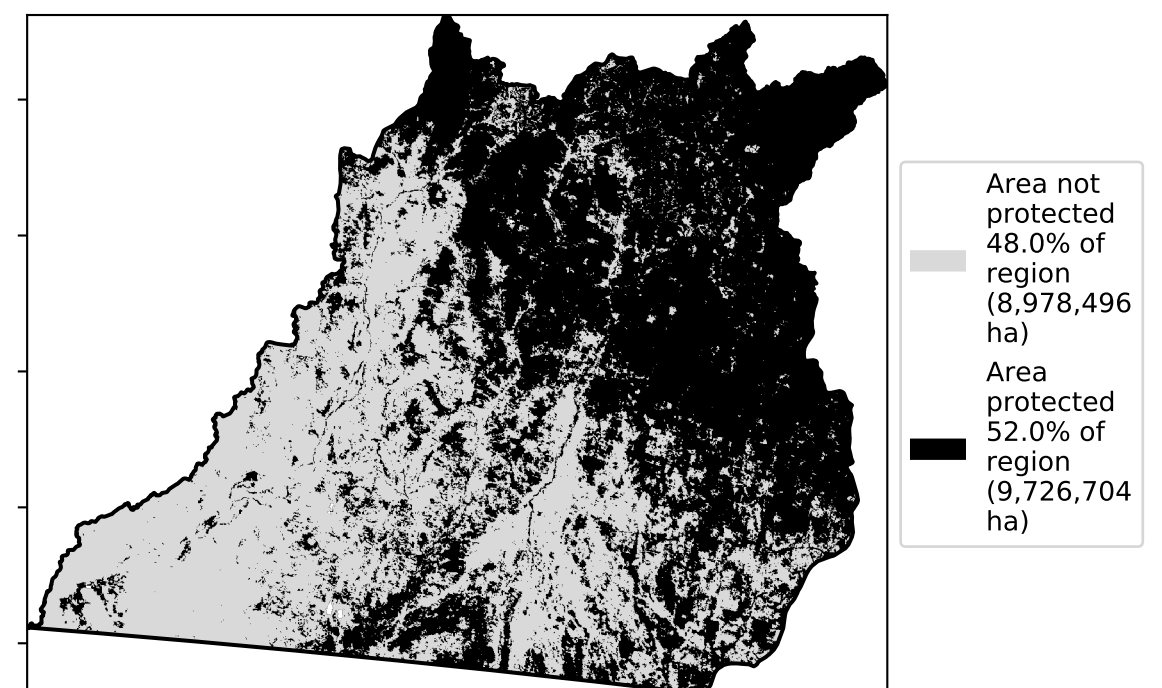 Area not
protected
48.0% of
region
(8,978,496
ha)
Area
protected
52.0% of
region
(9,726,704
ha)